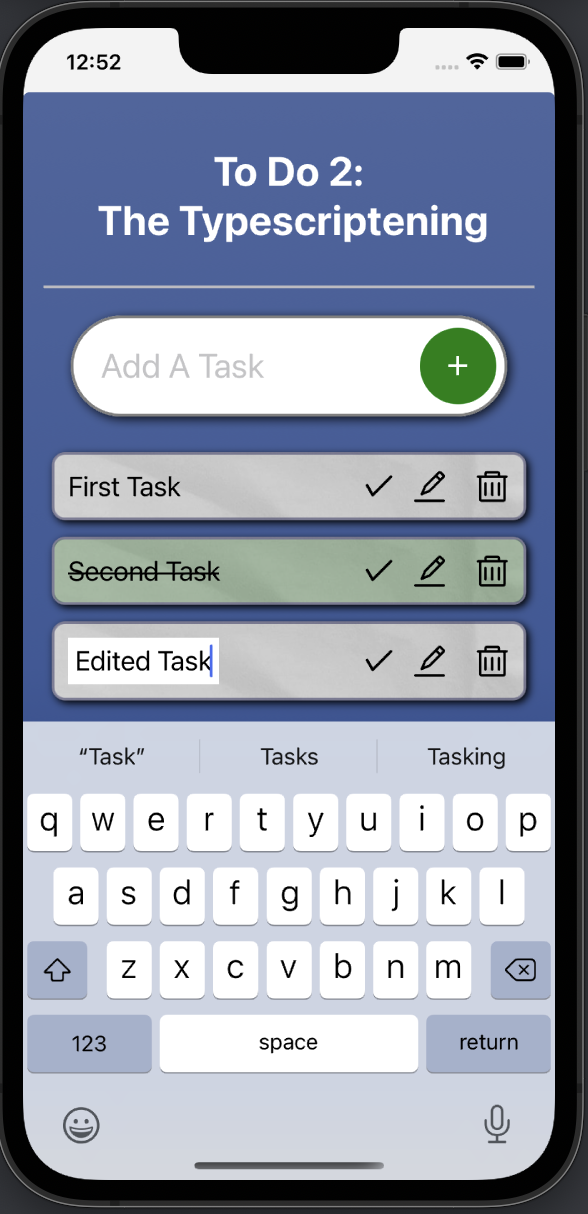 12:52
To Do 2:
The Typescriptening
Add A Task
+
First Task
Second Task
Edited Task
“Task” Tasks Tasking
q w e r t y u i o p
a s d f g h j k l
z x c v b n m
123 space return